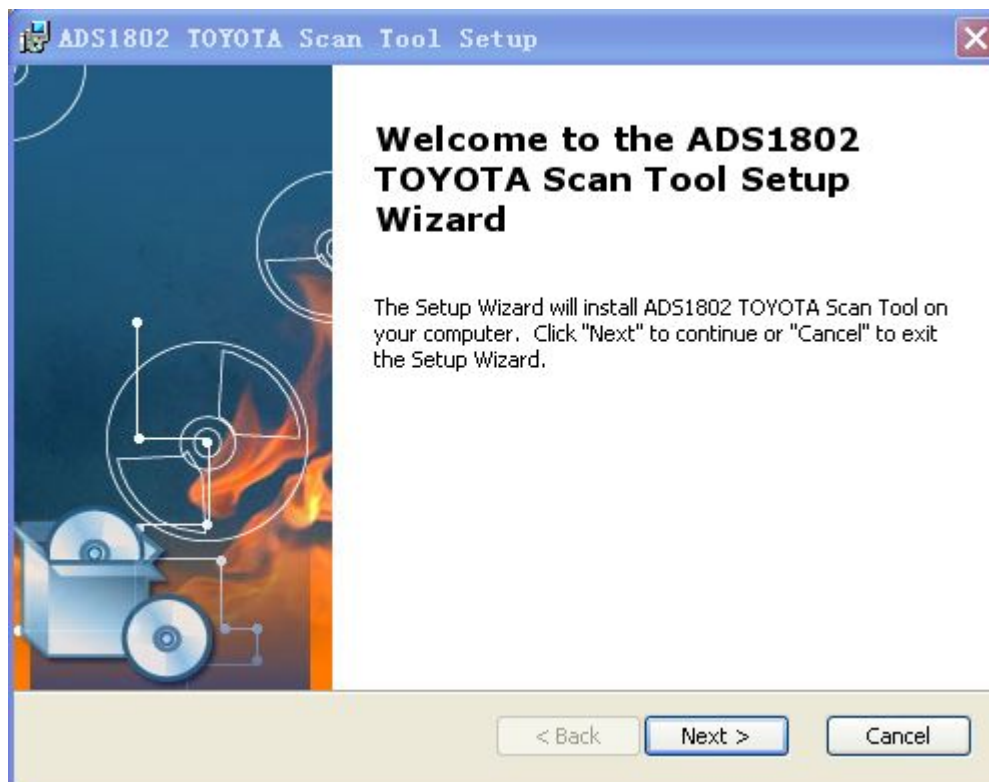 ADS1802 TOYOTA Scan Tool Setup
Welcome to the ADS1802
TOYOTA Scan Tool Setup
Wizard
The Setup Wizard will install ADS1802 TOYOTA Scan Tool on
your computer. Click "Next" to continue or "Cancel" to exit
the Setup Wizard.
< Back
Next >
Cancel